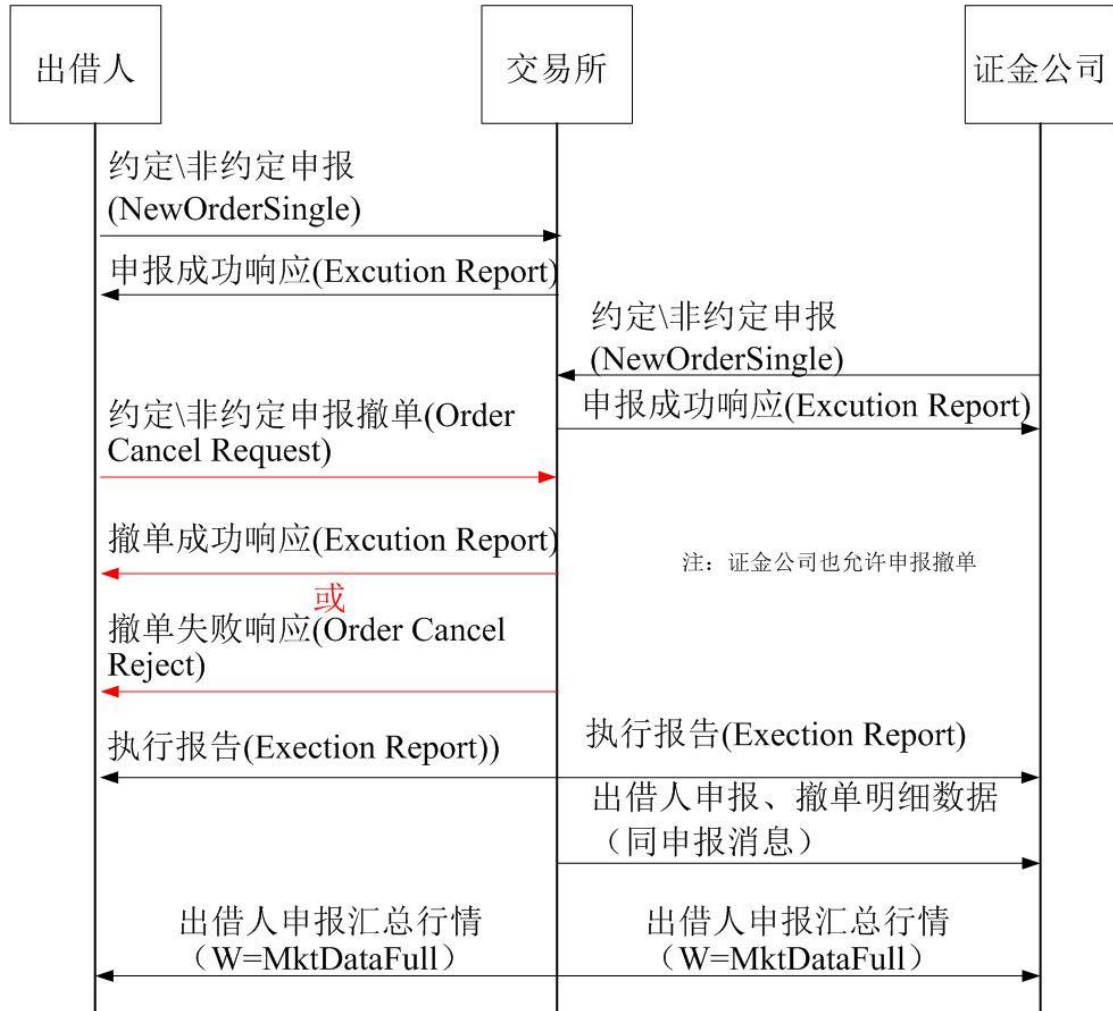 出借人
交易所
证金公司
约定\非约定申报
(NewOrderSingle)
申报成功响应(Excution Report)
约定\非约定申报
(NewOrderSingle)
申报成功响应(Excution Report)
约定\非约定申报撤单(Order
Cancel Request)
撤单成功响应(Excution Report)
注：证金公司也允许申报撤单
或
撤单失败响应(Order Cancel
Reject)
执行报告(Exection Report))
执行报告(Exection Report)
出借人申报、撤单明细数据
（同申报消息）
出借人申报汇总行情
（W=MktDataFull）
出借人申报汇总行情
（W=MktDataFull）